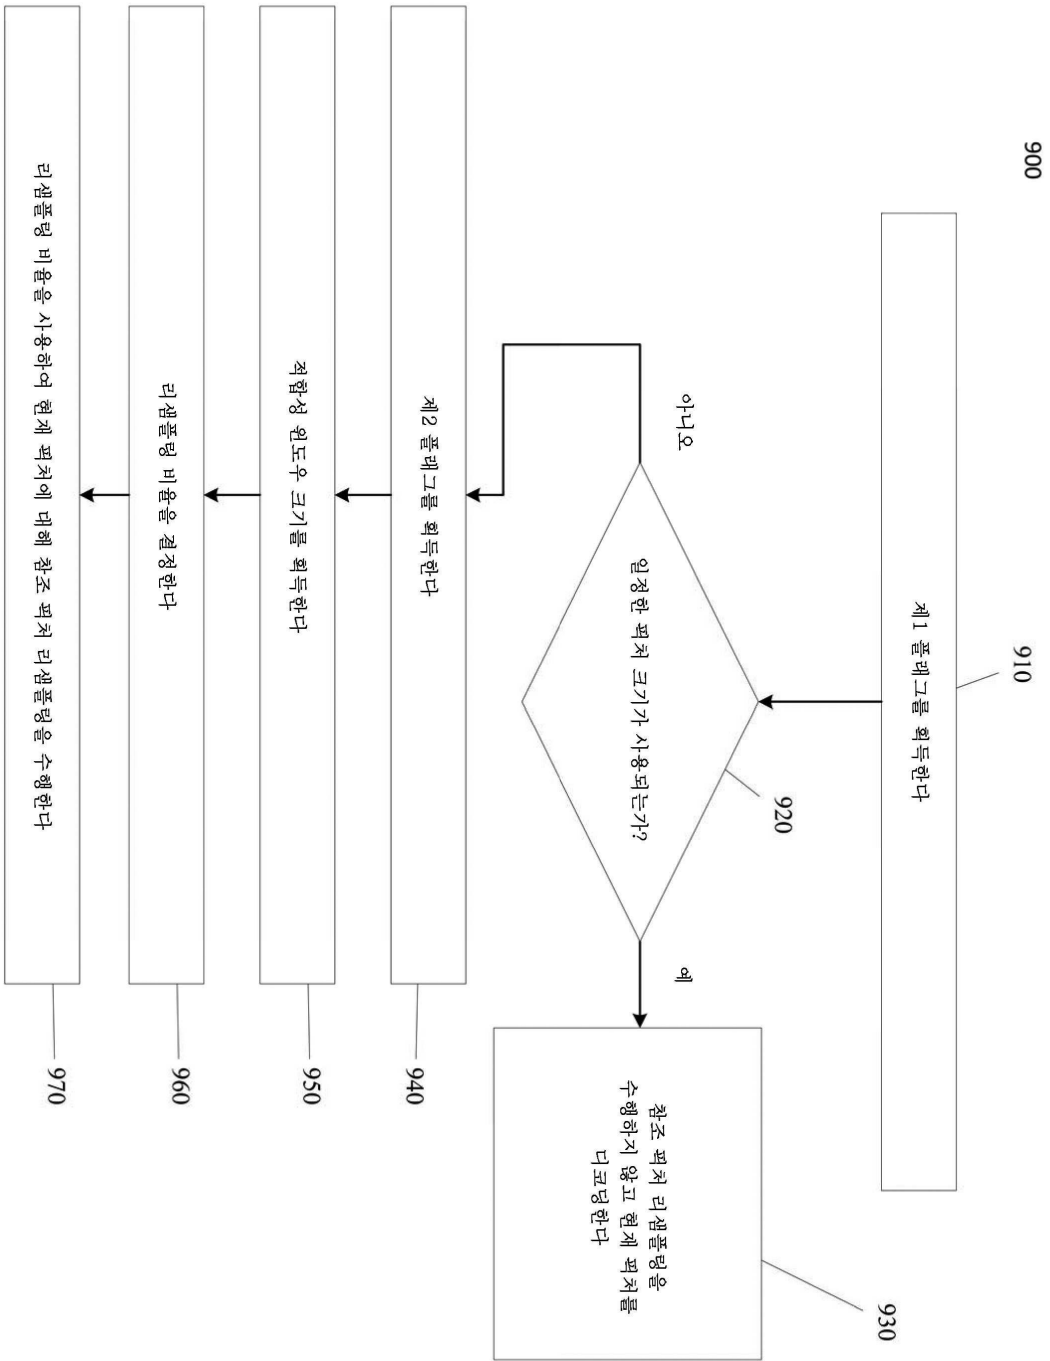 900
910
제1 플래그를 획득한다
920
일정한 픽처 크기가 사용되는가?
아니오
예
930
참조 픽처 리샘플링을
수행하지 않고 현재 픽처를
디코딩한다
제2 플래그를 획득한다
940
적합성 윈도우 크기를 획득한다
950
리샘플링 비율을 결정한다
960
리샘플링 비율을 사용하여 현재 픽처에 대해 참조 픽처 리샘플링을 수행한다
970